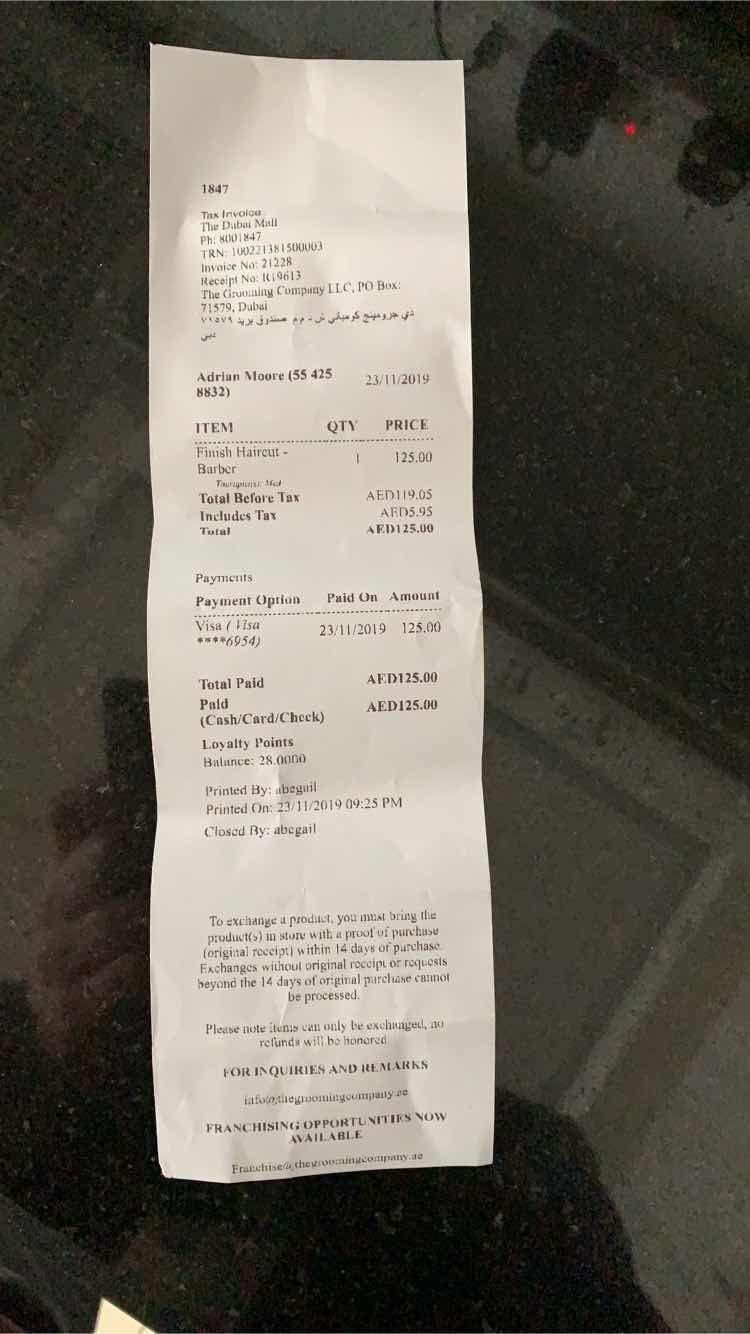 1847
Tax Invoice
The Dubai Mall
Ph: 8001847
TRN: 100221381500003
Invoice No: 21228
Receipt No: R19613
The Grooming Company LLC, PO Box:
71579, Dubai
ذي جرومينج كومباني ش ذ م م صندوق بريد ٧١٥٧٩
دبي
Adrian Moore (55 425 23/11/2019
8832)
ITEM QTY PRICE
Finish Haircut - 1 125.00
Barber
Therapist(s):
Total Before Tax AED119.05
Includes Tax AED5.95
Total AED125.00
Payments
Payment Option Paid On Amount
Visa ( Visa 23/11/2019 125.00
****6954)
Total Paid AED125.00
Paid AED125.00
(Cash/Card/Check)
Loyalty Points
Balance: 28.0000
Printed By: abegail
Printed On: 23/11/2019 09:25 PM
Closed By: abegail
To exchange a product, you must bring the
product(s) in store with a proof of purchase
(original receipt) within 14 days of purchase.
Exchanges without original receipt or requests
beyond the 14 days of original purchase cannot
be processed.
Please note items can only be exchanged, no
refunds will be honored
FOR INQUIRIES AND REMARKS
info@thegroomingcompany.ae
FRANCHISING OPPORTUNITIES NOW
AVAILABLE
Franchise@thegroomingcompany.ae